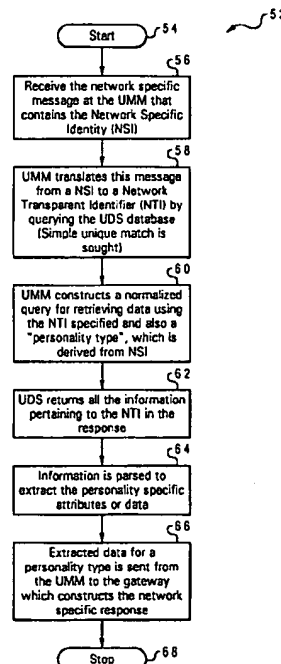 Start
54
56
Receive the network specific
message at the UMM that
contains the Network Specific
Identity (NSI)
58
UMM translates this message
from a NSI to a Network
Transparent Identifier (NTI) by
querying the UDS database
(Simple unique match is
sought)
60
UMM constructs a normalized
query for retrieving data using
the NTI specified and also a
"personality type", which is
derived from NSI
62
UDS returns all the information
pertaining to the NTI in the
response
64
Information is parsed to
extract the personality specific
attributes or data
66
Extracted data for a
personality type is sent from
the UMM to the gateway
which constructs the network
specific response
Stop
68